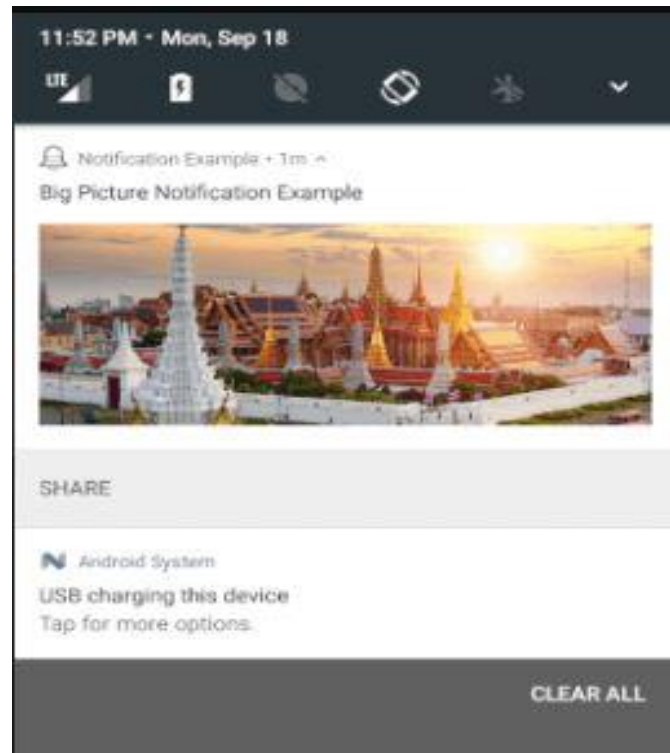 11:52 PM • Mon, Sep 18
LTE
Notification Example • 1m
Big Picture Notification Example
SHARE
Android System
USB charging this device
Tap for more options.
CLEAR ALL